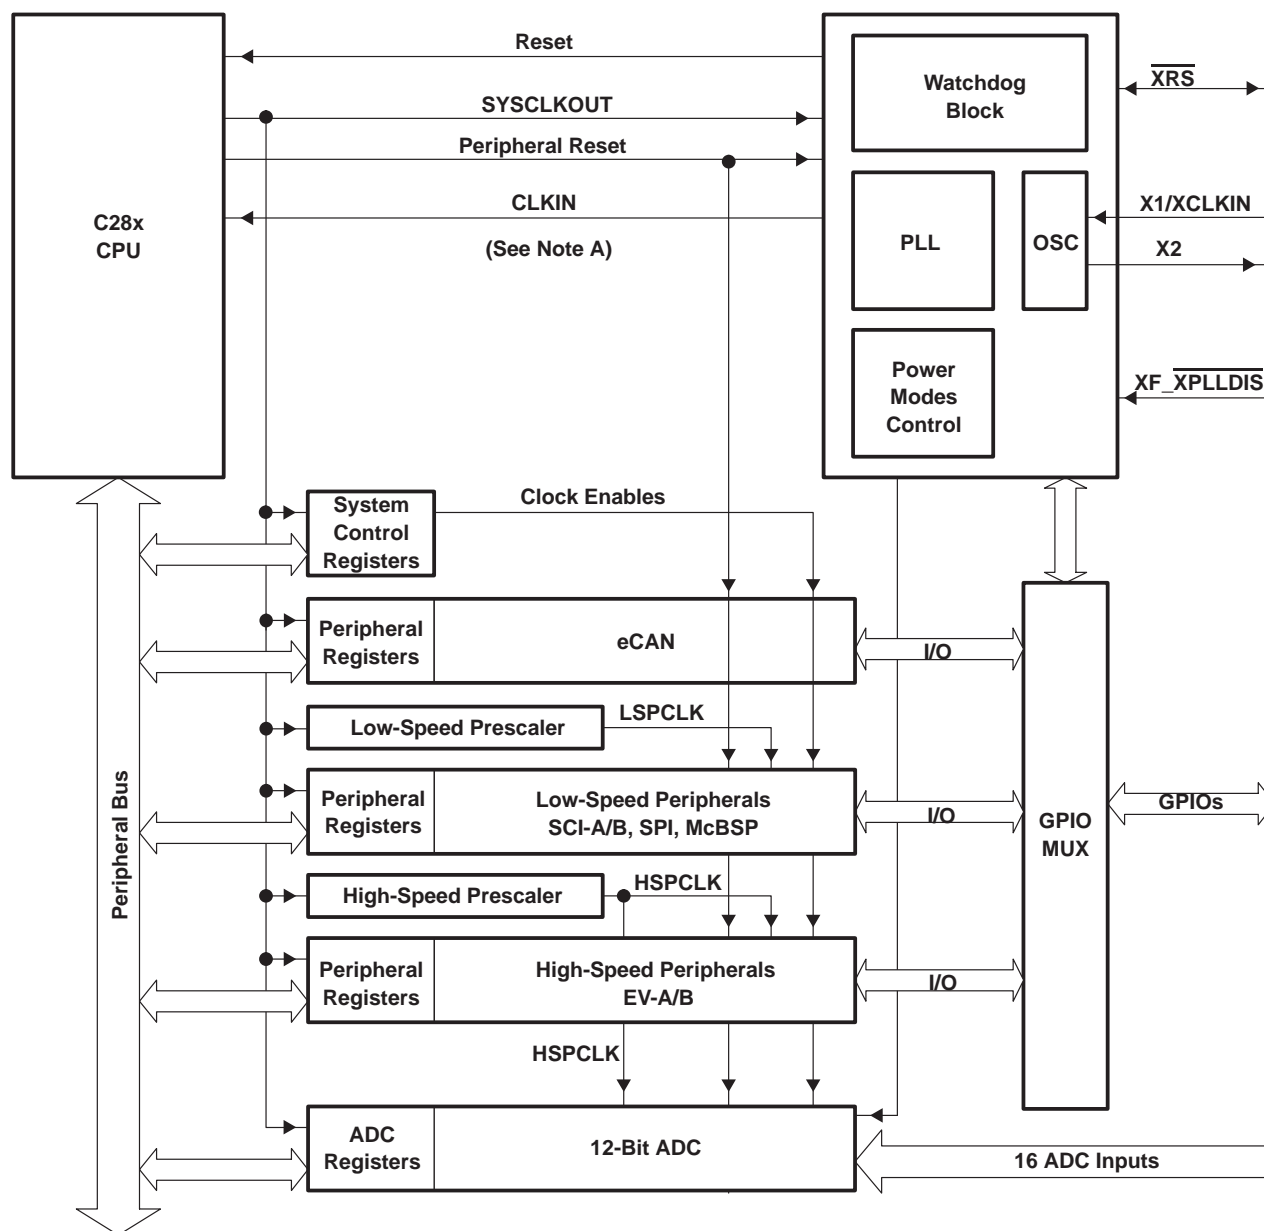 Reset
XRS
Watchdog
Block
SYSCLKOUT
Peripheral Reset
C28x
CPU
CLKIN
(See Note A)
PLL
OSC
X1/XCLKIN
X2
Power
Modes
Control
XF_XPLLDIS
System
Control
Registers
Clock Enables
Peripheral
Registers
eCAN
I/O
Low-Speed Prescaler
LSPCLK
Peripheral
Registers
Low-Speed Peripherals
SCI-A/B, SPI, McBSP
I/O
Peripheral Bus
GPIO
MUX
GPIOs
High-Speed Prescaler
HSPCLK
Peripheral
Registers
High-Speed Peripherals
EV-A/B
I/O
HSPCLK
ADC
Registers
12-Bit ADC
16 ADC Inputs